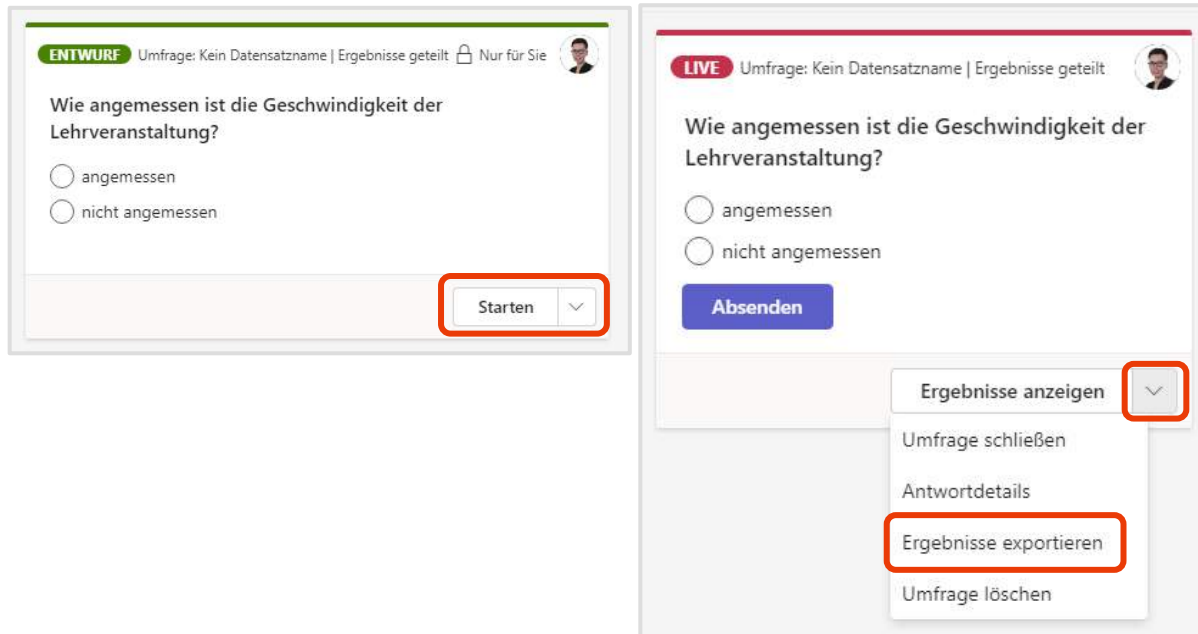 ENTWURF Umfrage: Kein Datensatzname | Ergebnisse geteilt Nur für Sie
Wie angemessen ist die Geschwindigkeit der
Lehrveranstaltung?
angemessen
nicht angemessen
Starten
LIVE Umfrage: Kein Datensatzname | Ergebnisse geteilt
Wie angemessen ist die Geschwindigkeit der
Lehrveranstaltung?
angemessen
nicht angemessen
Absenden
Ergebnisse anzeigen
Umfrage schließen
Antwortdetails
Ergebnisse exportieren
Umfrage löschen